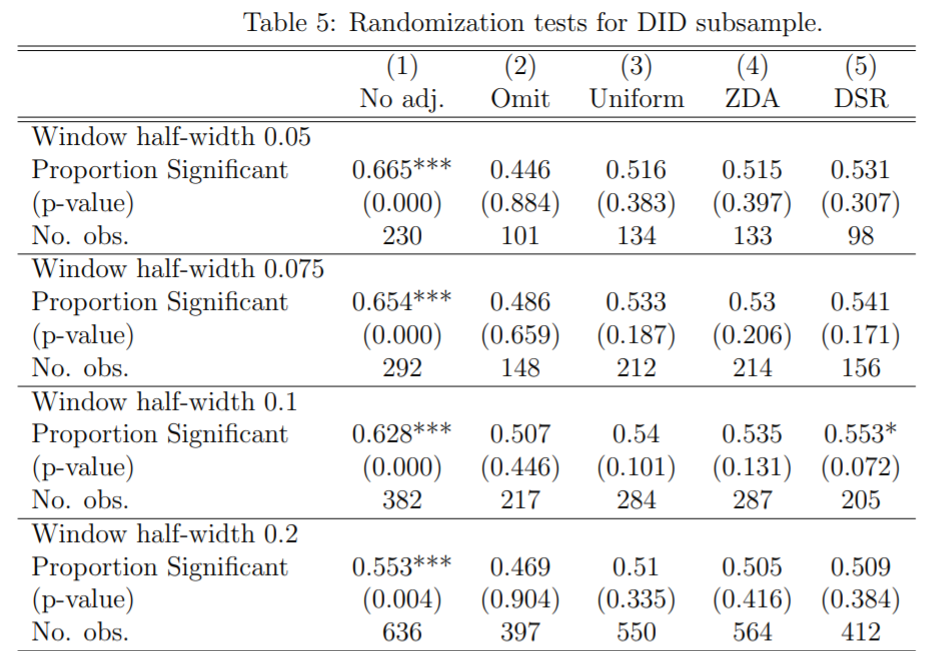 Table 5: Randomization tests for DID subsample.
(1) (2) (3) (4) (5)
No adj. Omit Uniform ZDA DSR
Window half-width 0.05
Proportion Significant 0.665*** 0.446 0.516 0.515 0.531
(p-value) (0.000) (0.884) (0.383) (0.397) (0.307)
No. obs. 230 101 134 133 98
Window half-width 0.075
Proportion Significant 0.654*** 0.486 0.533 0.53 0.541
(p-value) (0.000) (0.659) (0.187) (0.206) (0.171)
No. obs. 292 148 212 214 156
Window half-width 0.1
Proportion Significant 0.628*** 0.507 0.54 0.535 0.553*
(p-value) (0.000) (0.446) (0.101) (0.131) (0.072)
No. obs. 382 217 284 287 205
Window half-width 0.2
Proportion Significant 0.553*** 0.469 0.51 0.505 0.509
(p-value) (0.004) (0.904) (0.335) (0.416) (0.384)
No. obs. 636 397 550 564 412